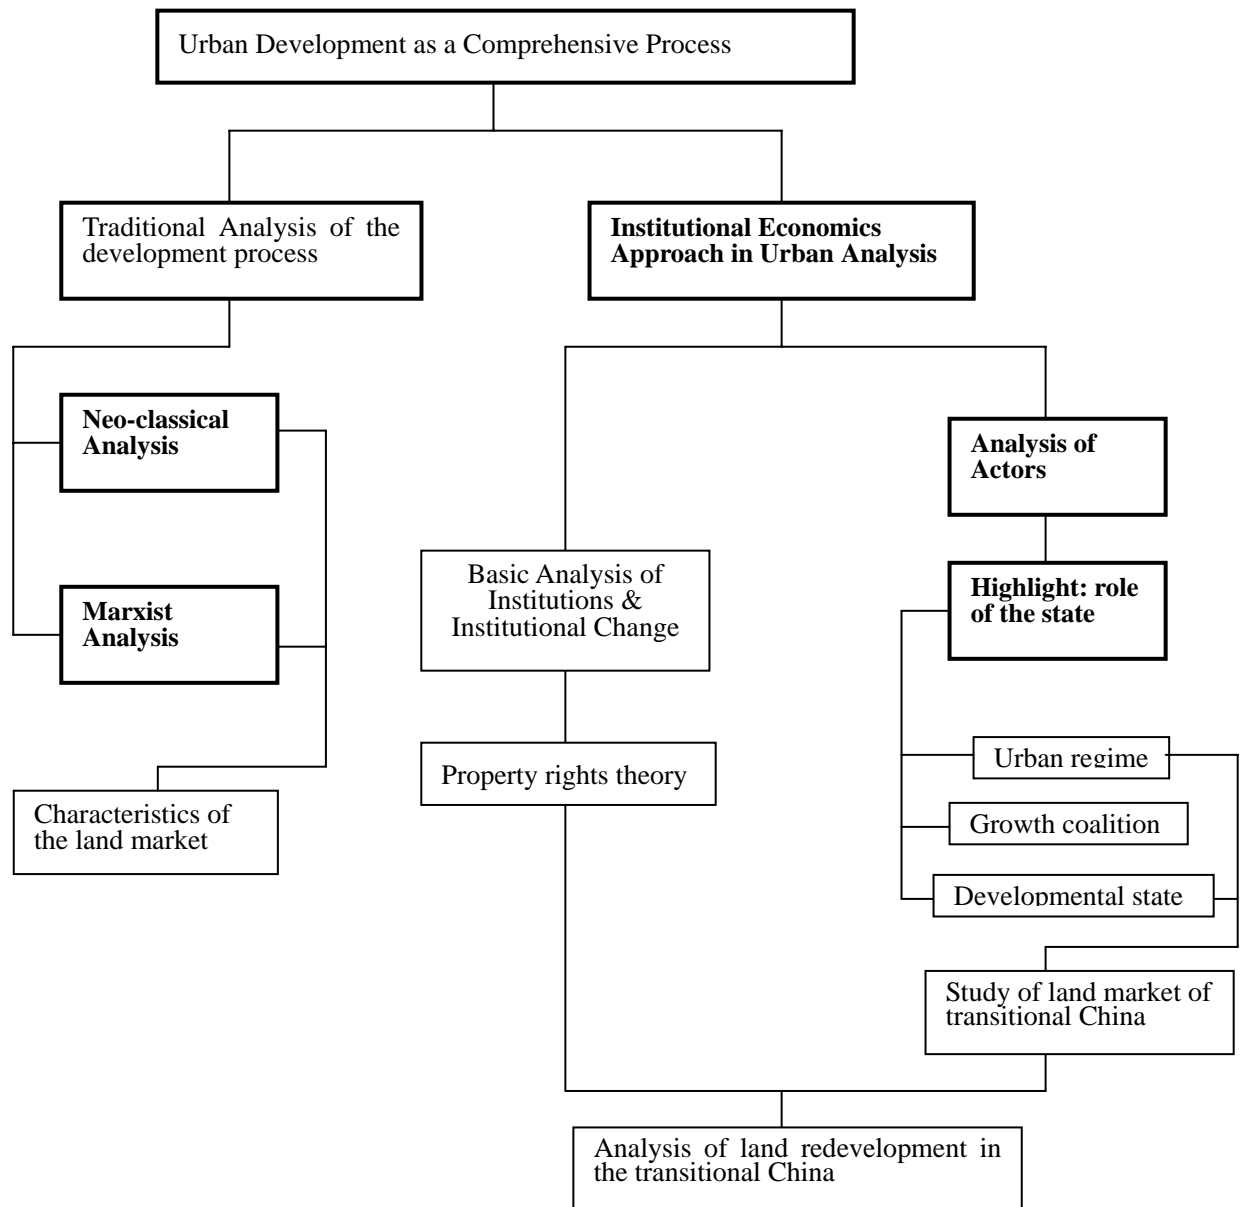 Urban Development as a Comprehensive Process
Traditional Analysis of the
development process
Institutional Economics
Approach in Urban Analysis
Neo-classical
Analysis
Marxist
Analysis
Characteristics of
the land market
Basic Analysis of
Institutions &
Institutional Change
Property rights theory
Analysis of
Actors
Highlight: role
of the state
Urban regime
Growth coalition
Developmental state
Study of land market of
transitional China
Analysis of land redevelopment in
the transitional China